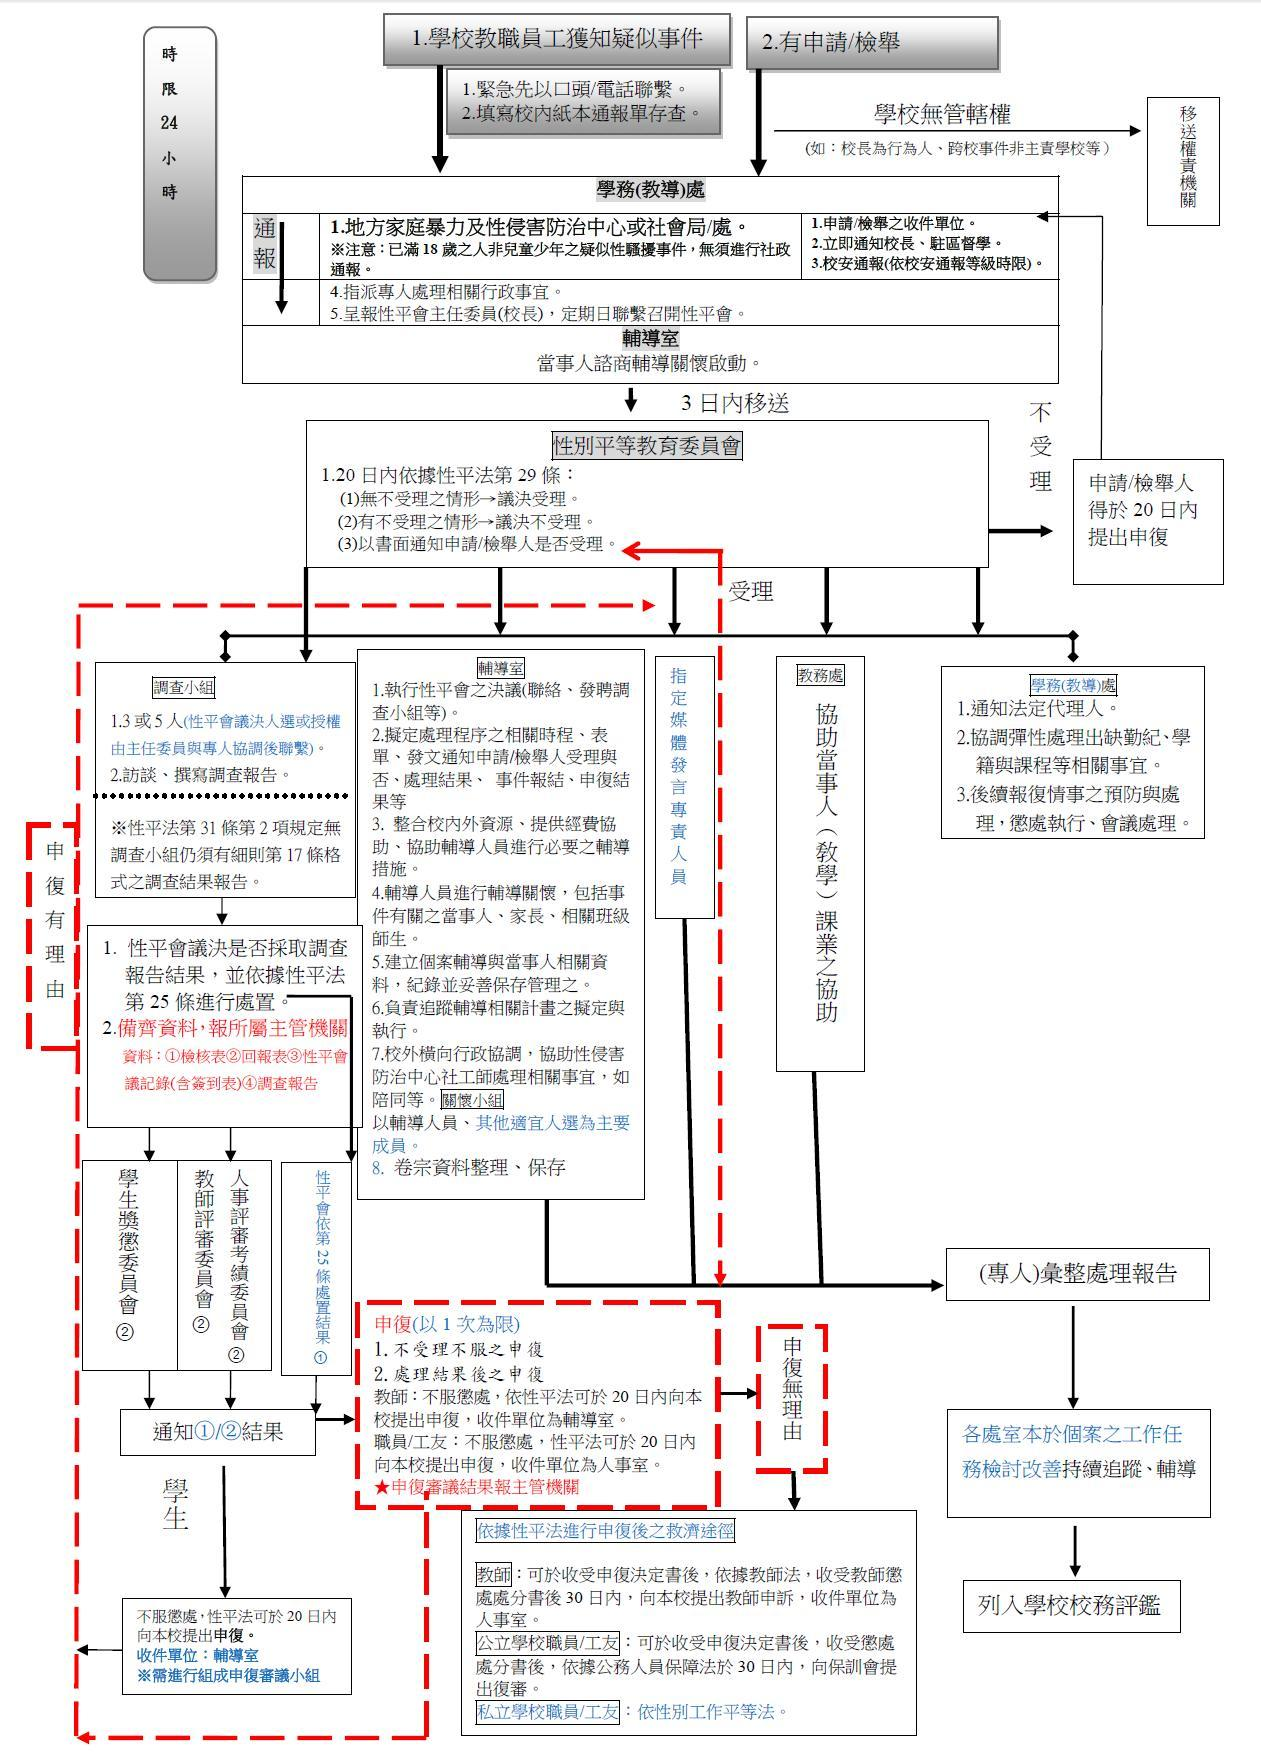 時
限
24
小
時
1.學校教職員工獲知疑似事件
2.有申請/檢舉
1.緊急先以口頭/電話聯繫。
2.填寫校內紙本通報單存查。
學校無管轄權
(如：校長為行為人、跨校事件非主責學校等）
移送權責機關
學務(教導)處
通報
1.地方家庭暴力及性侵害防治中心或社會局/處。
※注意：已滿 18 歲之人非兒童少年之疑似性騷擾事件，無須進行社政
通報。
1.申請/檢舉之收件單位。
2.立即通知校長、駐區督學。
3.校安通報(依校安通報等級時限)。
4.指派專人處理相關行政事宜。
5.呈報性平會主任委員(校長)，定期日聯繫召開性平會。
輔導室
當事人諮商輔導關懷啟動。
3 日內移送
不受理
性別平等教育委員會
1.20 日內依據性平法第 29 條：
(1)無不受理之情形→議決受理。
(2)有不受理之情形→議決不受理。
(3)以書面通知申請/檢舉人是否受理。
申請/檢舉人
得於 20 日內
提出申復
受理
調查小組
1.3 或 5 人(性平會議決人選或授權
由主任委員與專人協調後聯繫)。
2.訪談、撰寫調查報告。
※性平法第 31 條第 2 項規定無
調查小組仍須有細則第 17 條格
式之調查結果報告。
輔導室
1.執行性平會之決議(聯絡、發聘調
查小組等)。
2.擬定處理程序之相關時程、表
單、發文通知申請/檢舉人受理與
否、處理結果、 事件報結、申復結
果等
3. 整合校內外資源、提供經費協
助、協助輔導人員進行必要之輔導
措施。
4.輔導人員進行輔導關懷，包括事
件有關之當事人、家長、相關班級
師生。
5.建立個案輔導與當事人相關資
料，紀錄並妥善保存管理之。
6.負責追蹤輔導相關計畫之擬定與
執行。
7.校外橫向行政協調，協助性侵害
防治中心社工師處理相關事宜，如
陪同等。關懷小組
以輔導人員、其他適宜人選為主要
成員。
8. 卷宗資料整理、保存
指定媒體發言專責人員
教務處
協助當事人（教學）課業之協助
學務(教導)處
1.通知法定代理人。
2.協調彈性處理出缺勤紀、學
籍與課程等相關事宜。
3.後續報復情事之預防與處
理，懲處執行、會議處理。
申復有理由
1. 性平會議決是否採取調查
報告結果，並依據性平法
第 25 條進行處置。
2.備齊資料，報所屬主管機關
資料：①檢核表②回報表③性平會
議記錄(含簽到表)④調查報告
學生獎懲委員會②
教師評審委員會②
人事評審考績委員會②
性平會依第 25 條處置結果①
通知①/②結果
學生
不服懲處，性平法可於 20 日內
向本校提出申復。
收件單位：輔導室
※需進行組成申復審議小組
申復(以 1 次為限)
1. 不受理不服之申復
2. 處理結果後之申復
教師：不服懲處，依性平法可於 20 日內向本
校提出申復，收件單位為輔導室。
職員/工友：不服懲處，性平法可於 20 日內
向本校提出申復，收件單位為人事室。
★申復審議結果報主管機關
申復無理由
依據性平法進行申復後之救濟途徑
教師：可於收受申復決定書後，依據教師法，收受教師懲
處處分書後 30 日內，向本校提出教師申訴，收件單位為
人事室。
公立學校職員/工友：可於收受申復決定書後，收受懲處
處分書後，依據公務人員保障法於 30 日內，向保訓會提
出復審。
私立學校職員/工友：依性別工作平等法。
(專人)彙整處理報告
各處室本於個案之工作任
務檢討改善持續追蹤、輔導
列入學校校務評鑑